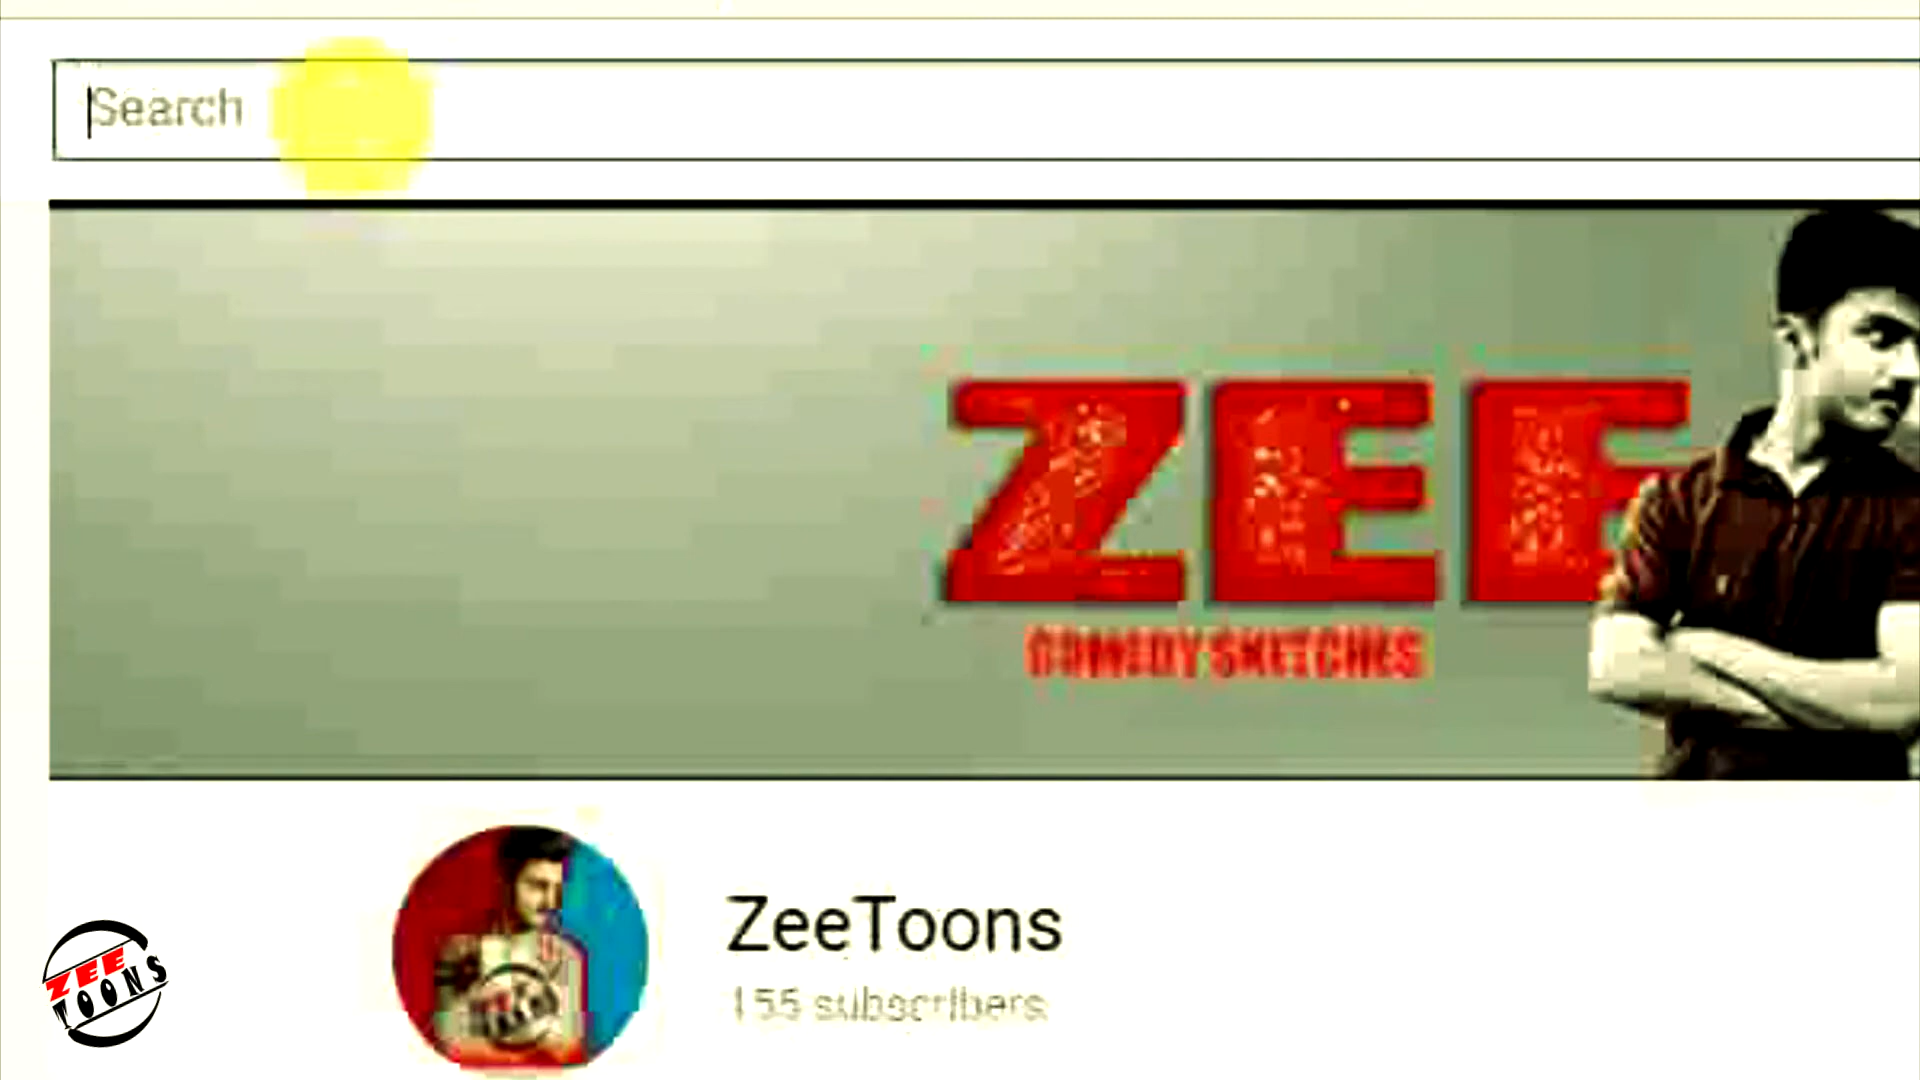 Search
ZEE
COMEDY SKETCHES
ZeeToons
155 subscribers
ZEE
TOONS